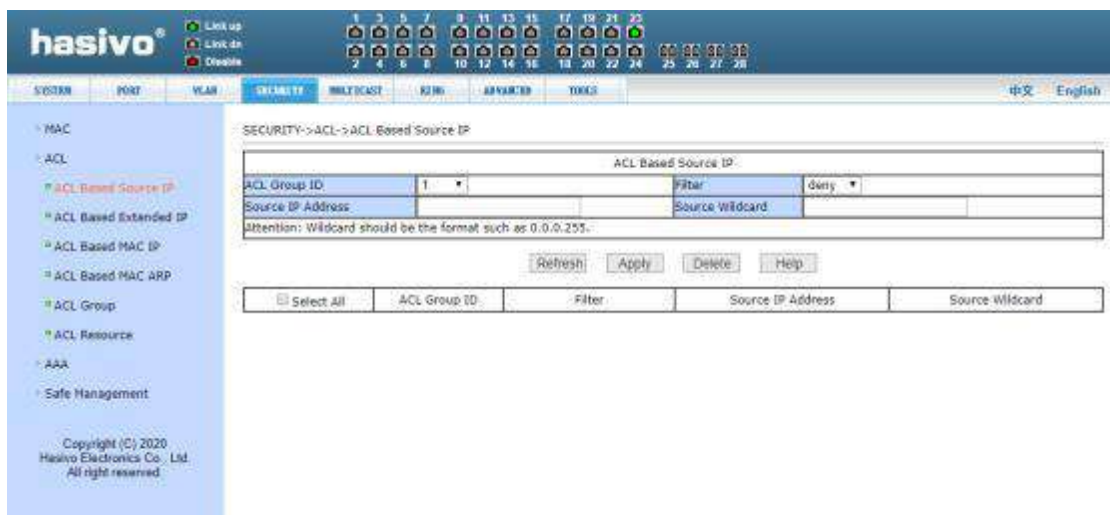 hasivo®
Link up
Link dn
Disable
1 3 5 7 9 11 13 15 17 19 21 23
2 4 6 8 10 12 14 16 18 20 22 24 25 26 27 28
SYSTEM PORT VLAN SECURITY MULTICAST RING ADVANCED TOOLS 中文 English
MAC
ACL
ACL Based Source IP
ACL Based Extended IP
ACL Based MAC IP
ACL Based MAC ARP
ACL Group
ACL Resource
AAA
Safe Management
Copyright (C) 2020
Hasivo Electronics Co., Ltd.
All right reserved
SECURITY->ACL->ACL Based Source IP
ACL Based Source IP
ACL Group ID 1 Filter deny
Source IP Address Source Wildcard
Attention: Wildcard should be the format such as 0.0.0.255.
Refresh Apply Delete Help
Select All ACL Group ID Filter Source IP Address Source Wildcard